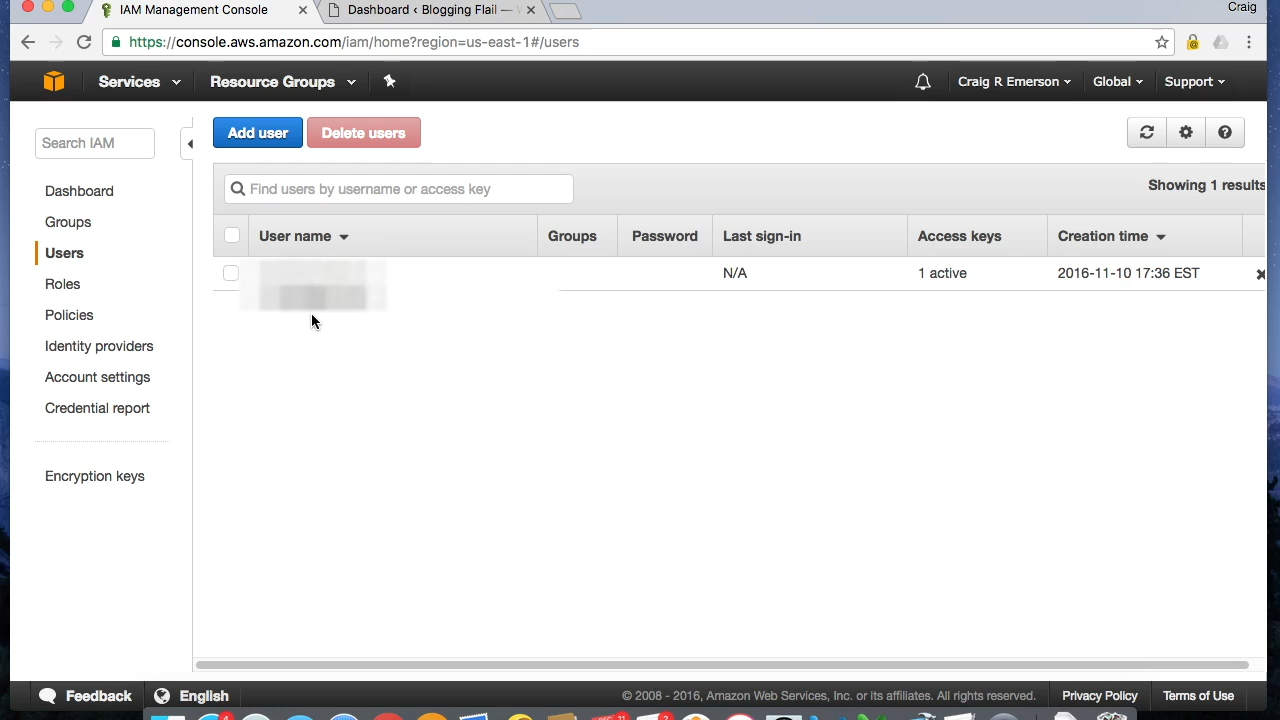 Craig
IAM Management Console
Dashboard ‹ Blogging Flail —
https://console.aws.amazon.com/iam/home?region=us-east-1#/users
Services Resource Groups Craig R Emerson Global Support
Search IAM
Dashboard
Groups
Users
Roles
Policies
Identity providers
Account settings
Credential report
Encryption keys
Add user Delete users
Find users by username or access key
Showing 1 results
User name Groups Password Last sign-in Access keys Creation time
N/A 1 active 2016-11-10 17:36 EST
Feedback English © 2008 - 2016, Amazon Web Services, Inc. or its affiliates. All rights reserved. Privacy Policy Terms of Use